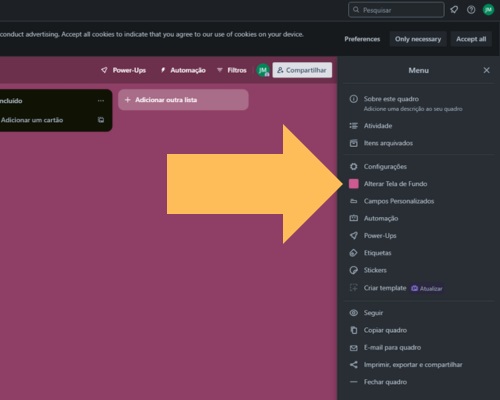 Pesquisar
JM
conduct advertising. Accept all cookies to indicate that you agree to our use of cookies on your device.
Preferences
Only necessary
Accept all
Power-Ups
Automação
Filtros
JM
Compartilhar
Menu
ncluído
Adicionar um cartão
Adicionar outra lista
Sobre este quadro
Adicione uma descrição ao seu quadro
Atividade
Itens arquivados
Configurações
Alterar Tela de Fundo
Campos Personalizados
Automação
Power-Ups
Etiquetas
Stickers
Criar template Atualizar
Seguir
Copiar quadro
E-mail para quadro
Imprimir, exportar e compartilhar
Fechar quadro